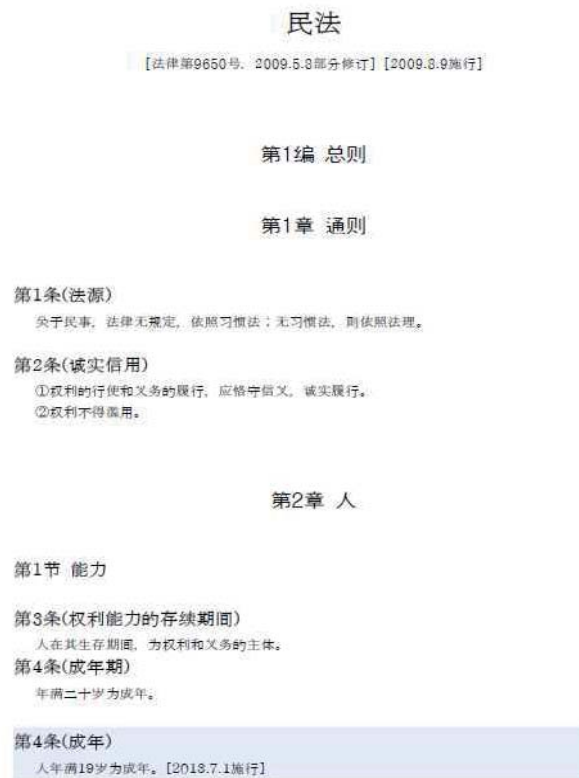 民法
[法律第9650号, 2009.5.8部分修订] [2009.8.9施行]
第1编 总则
第1章 通则
第1条(法源)
关于民事, 法律无规定, 依照习惯法；无习惯法, 则依照法理。
第2条(诚实信用)
①权利的行使和义务的履行, 应恪守信义, 诚实履行。
②权利不得滥用。
第2章 人
第1节 能力
第3条(权利能力的存续期间)
人在其生存期间, 为权利和义务的主体。
第4条(成年期)
年满二十岁为成年。
第4条(成年)
人年满19岁为成年。[2013.7.1施行]